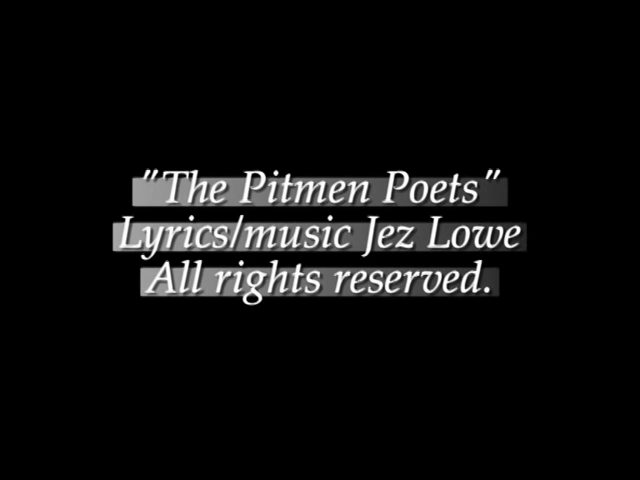 "The Pitmen Poets"
Lyrics/music Jez Lowe
All rights reserved.